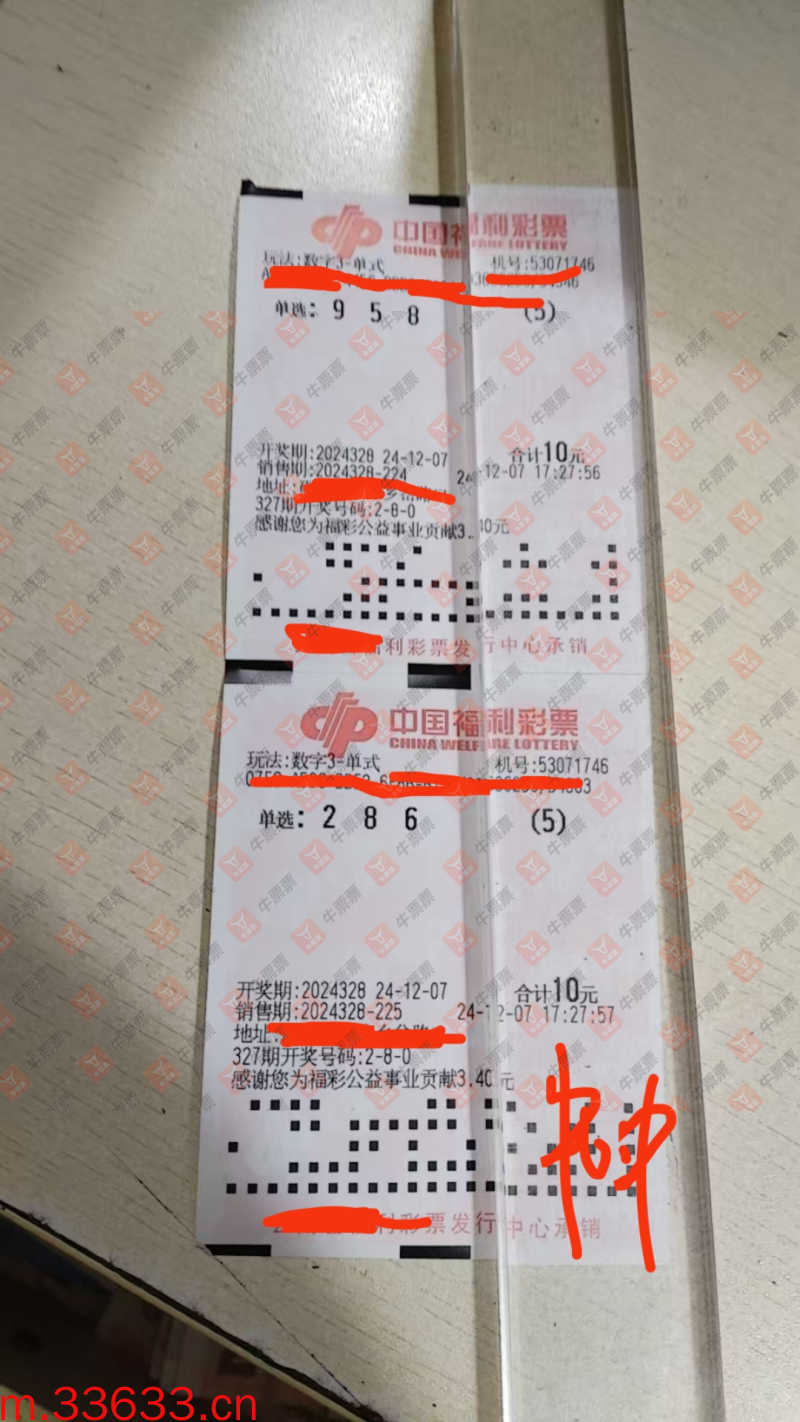 中国福利彩票
CHINA WELFARE LOTTERY
玩法:数字3-单式 机号:53071746
单选: 9 5 8 (5)
开奖期:2024328 24-12-07 合计10元
销售期:2024328-224 24-12-07 17:27:56
地址:
327期开奖号码:2-8-0
感谢您为福彩公益事业贡献3.40元
福利彩票发行中心承销
中国福利彩票
CHINA WELFARE LOTTERY
玩法:数字3-单式 机号:53071746
单选: 2 8 6 (5)
开奖期:2024328 24-12-07 合计10元
销售期:2024328-225 24-12-07 17:27:57
地址:
327期开奖号码:2-8-0
感谢您为福彩公益事业贡献3.40元
福利彩票发行中心承销
牛票票
m.33633.cn